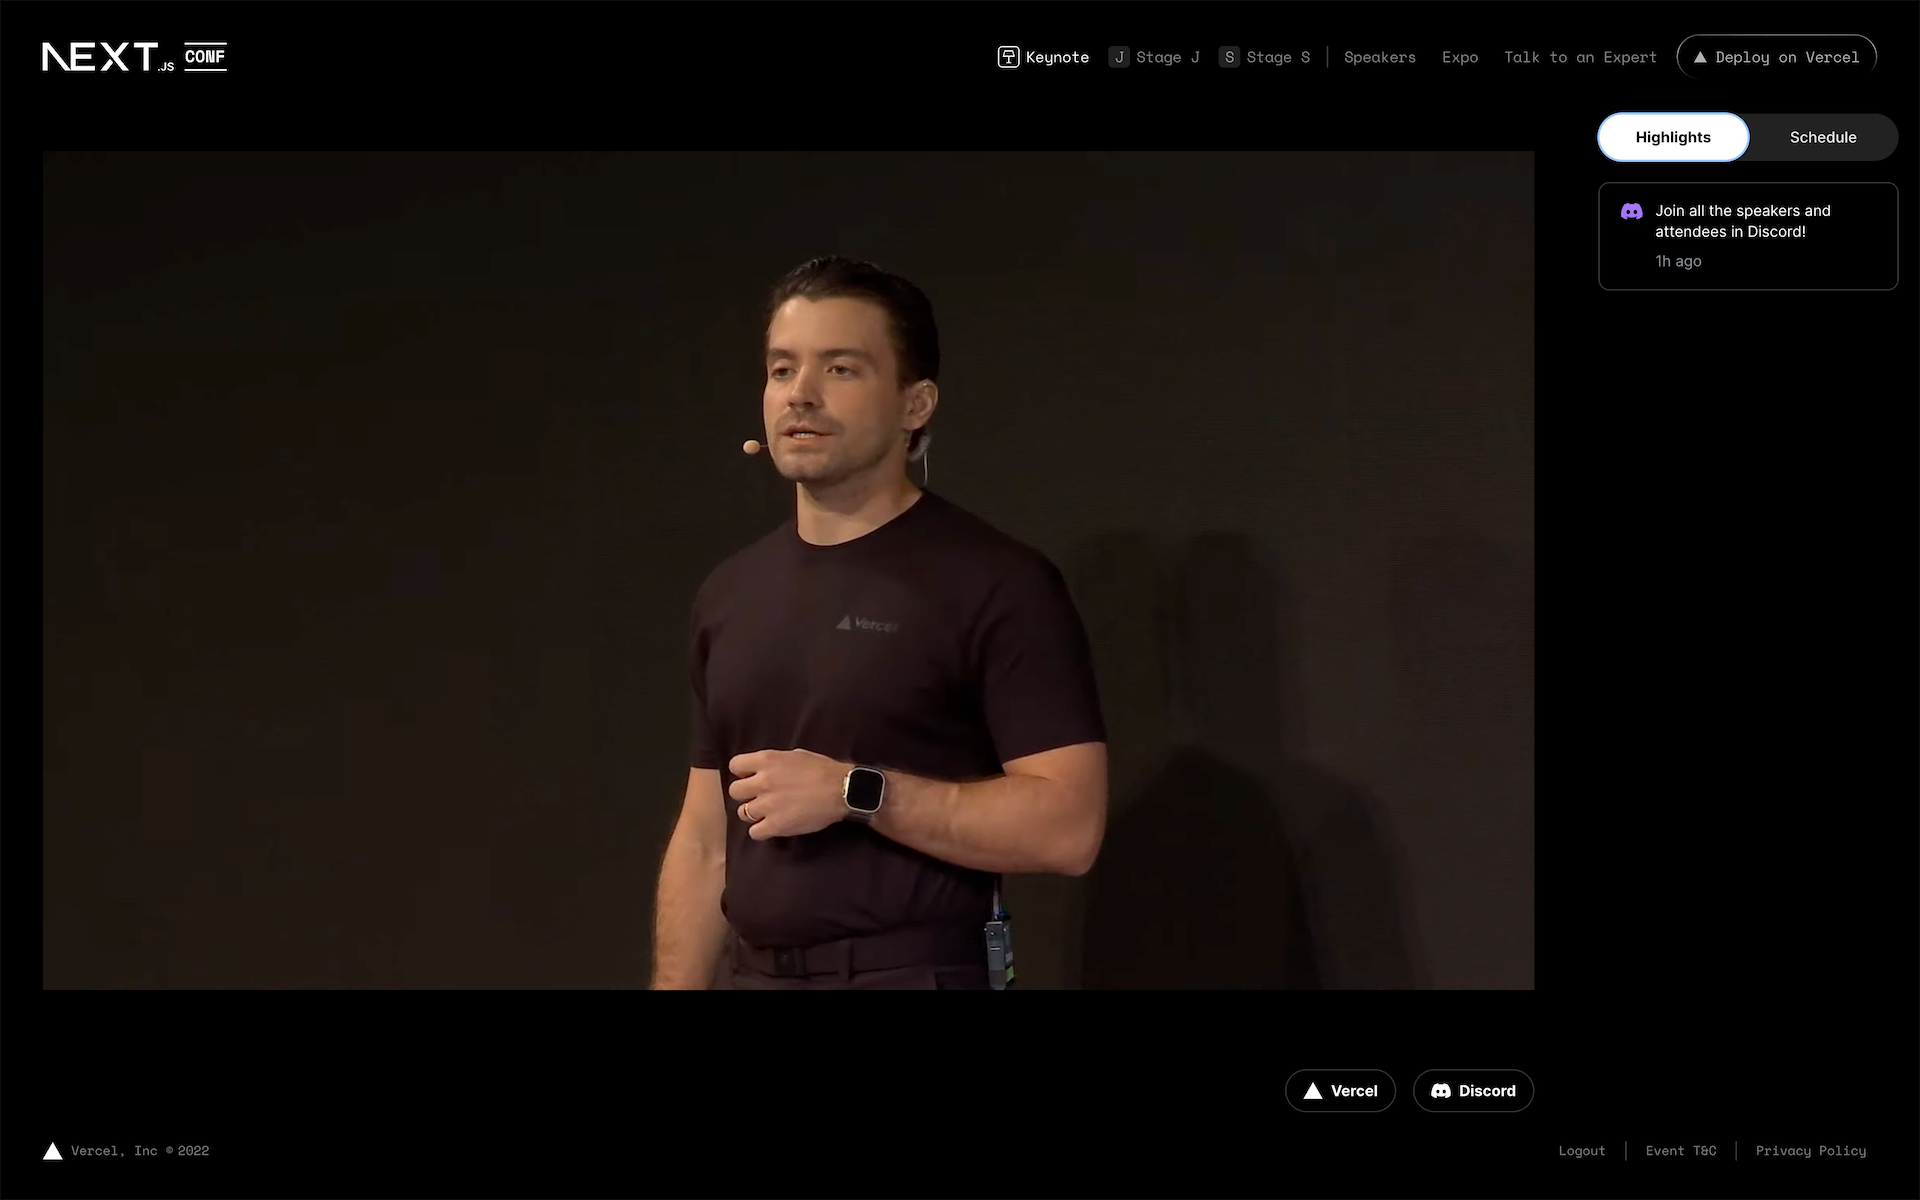 NEXT.JS CONF
Keynote
J Stage J
S Stage S
Speakers
Expo
Talk to an Expert
Deploy on Vercel
Highlights
Schedule
Join all the speakers and
attendees in Discord!
1h ago
Vercel
Vercel
Discord
Vercel, Inc © 2022
Logout
Event T&C
Privacy Policy